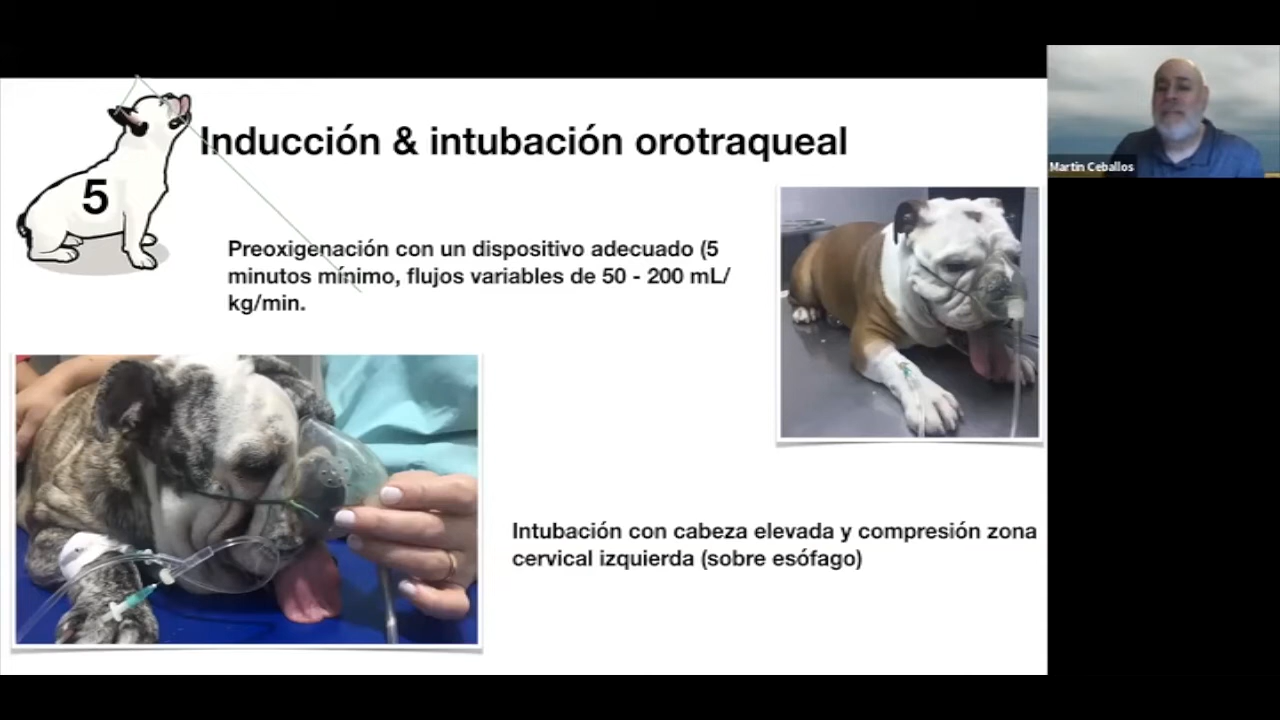 5
Inducción & intubación orotraqueal
Martín Ceballos
Preoxigenación con un dispositivo adecuado (5
minutos mínimo, flujos variables de 50 - 200 mL/
kg/min.
Intubación con cabeza elevada y compresión zona
cervical izquierda (sobre esófago)